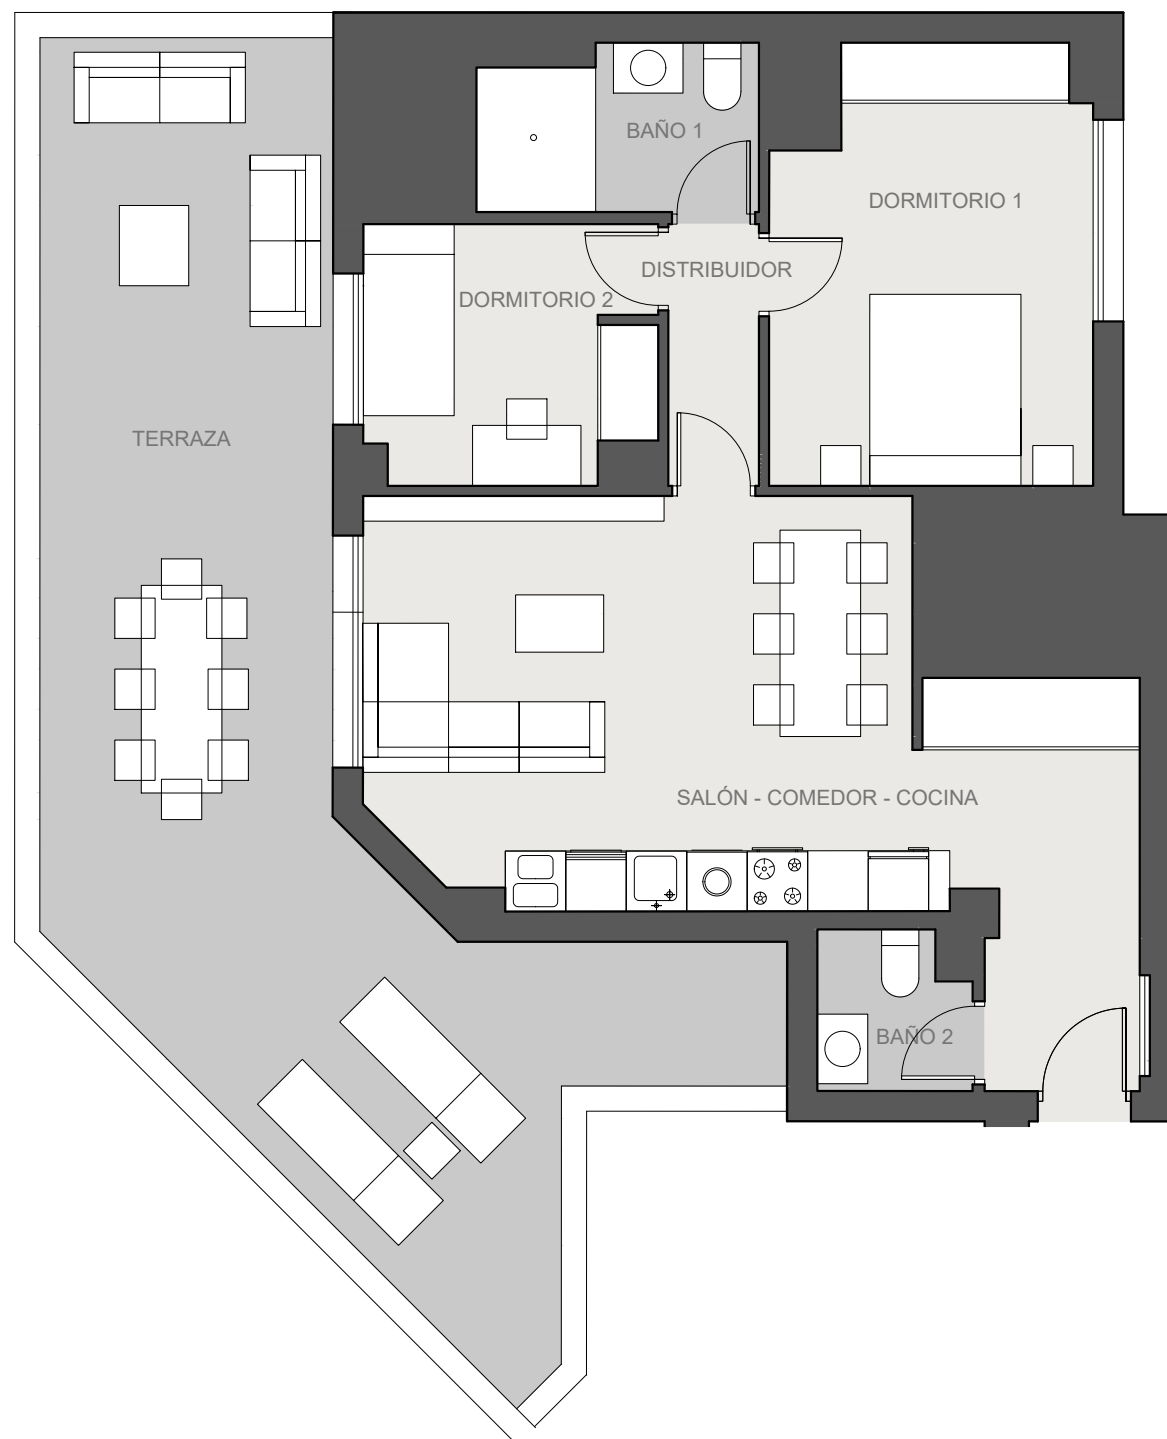 BAÑO 1
DORMITORIO 1
DISTRIBUIDOR
DORMITORIO 2
TERRAZA
SALÓN - COMEDOR - COCINA
BAÑO 2